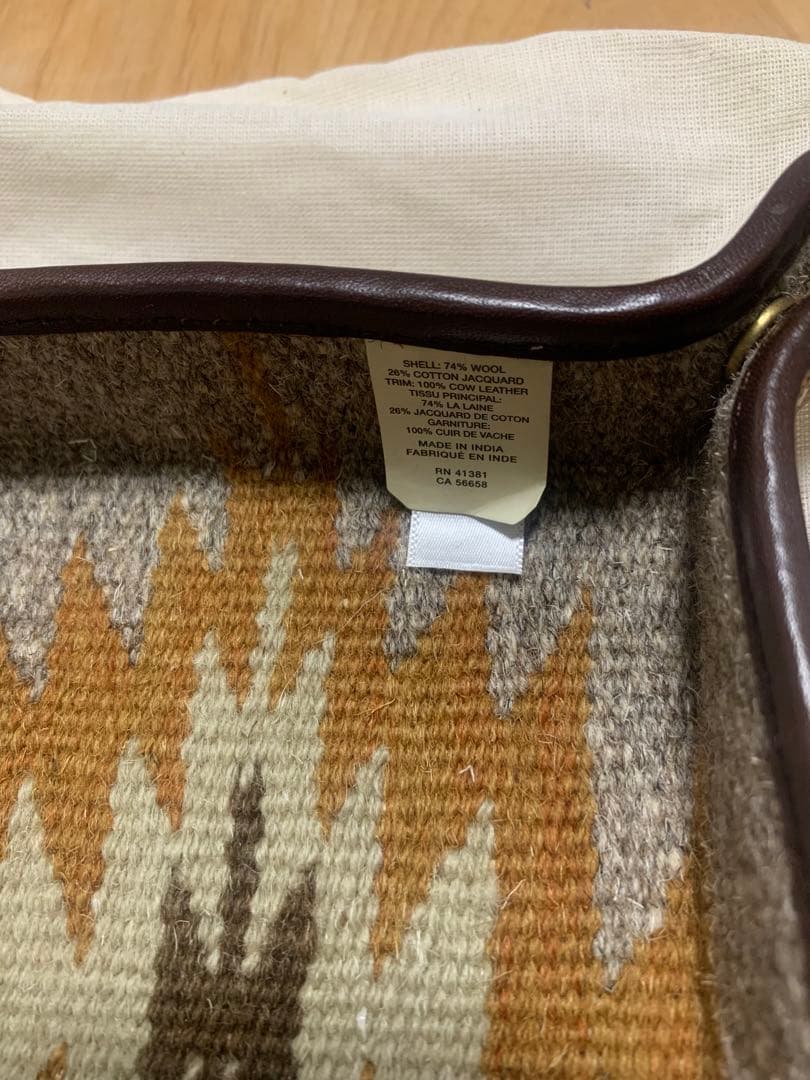 SHELL: 74% WOOL
26% COTTON JACQUARD
TRIM: 100% COW LEATHER
TISSU PRINCIPAL:
74% LA LAINE
26% JACQUARD DE COTON
GARNITURE:
100% CUIR DE VACHE
MADE IN INDIA
FABRIQUÉ EN INDE
RN 41381
CA 56658